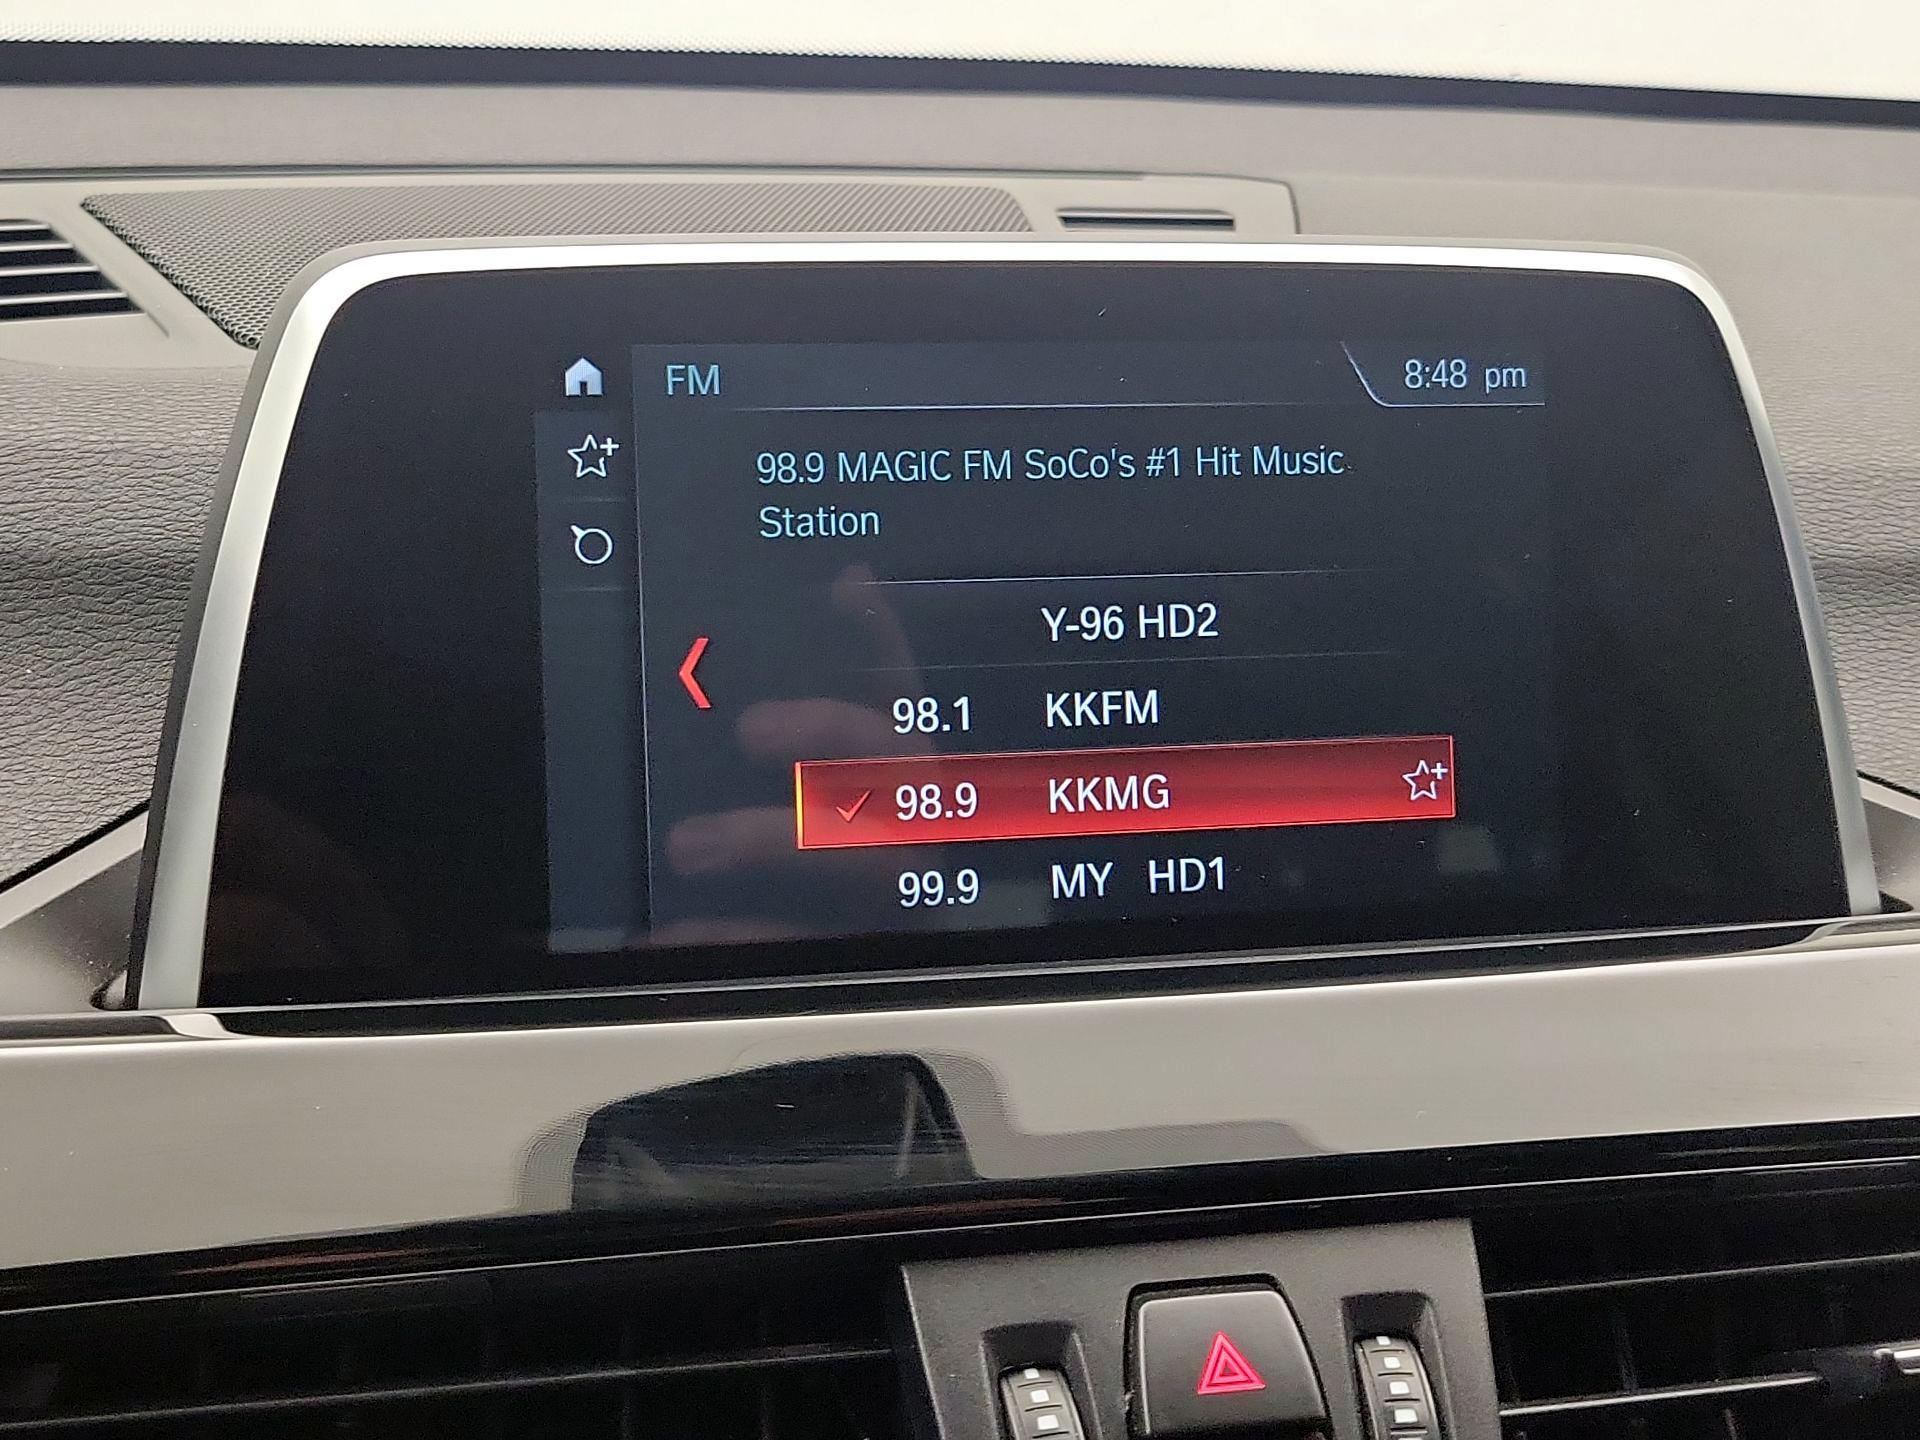 FM
8:48 pm
98.9 MAGIC FM SoCo's #1 Hit Music
Station
Y-96 HD2
98.1 KKFM
98.9 KKMG
99.9 MY HD1